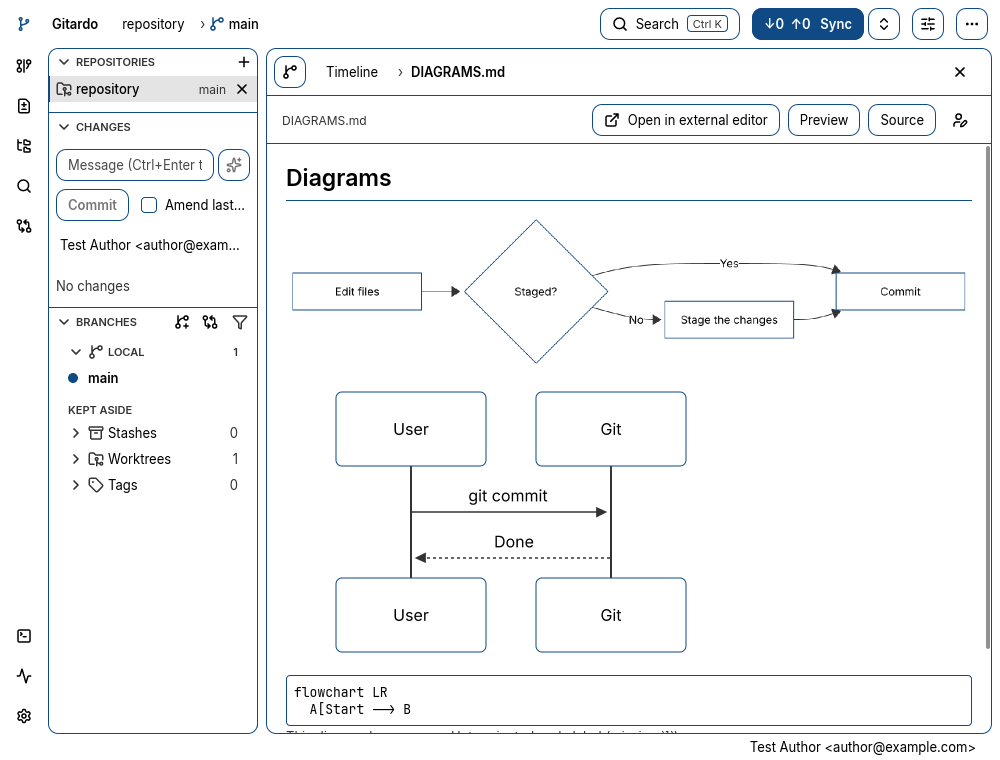 Gitardo
repository
main
Search
Ctrl K
↓0 ↑0 Sync
REPOSITORIES
repository
main
CHANGES
Message (Ctrl+Enter t
Commit
Amend last...
Test Author <author@exam...
No changes
BRANCHES
LOCAL
1
main
KEPT ASIDE
Stashes
0
Worktrees
1
Tags
0
Timeline
DIAGRAMS.md
DIAGRAMS.md
Open in external editor
Preview
Source
Diagrams
Edit files
Staged?
Yes
No
Stage the changes
Commit
User
Git
git commit
Done
User
Git
flowchart LR
A[Start --> B
Test Author <author@example.com>